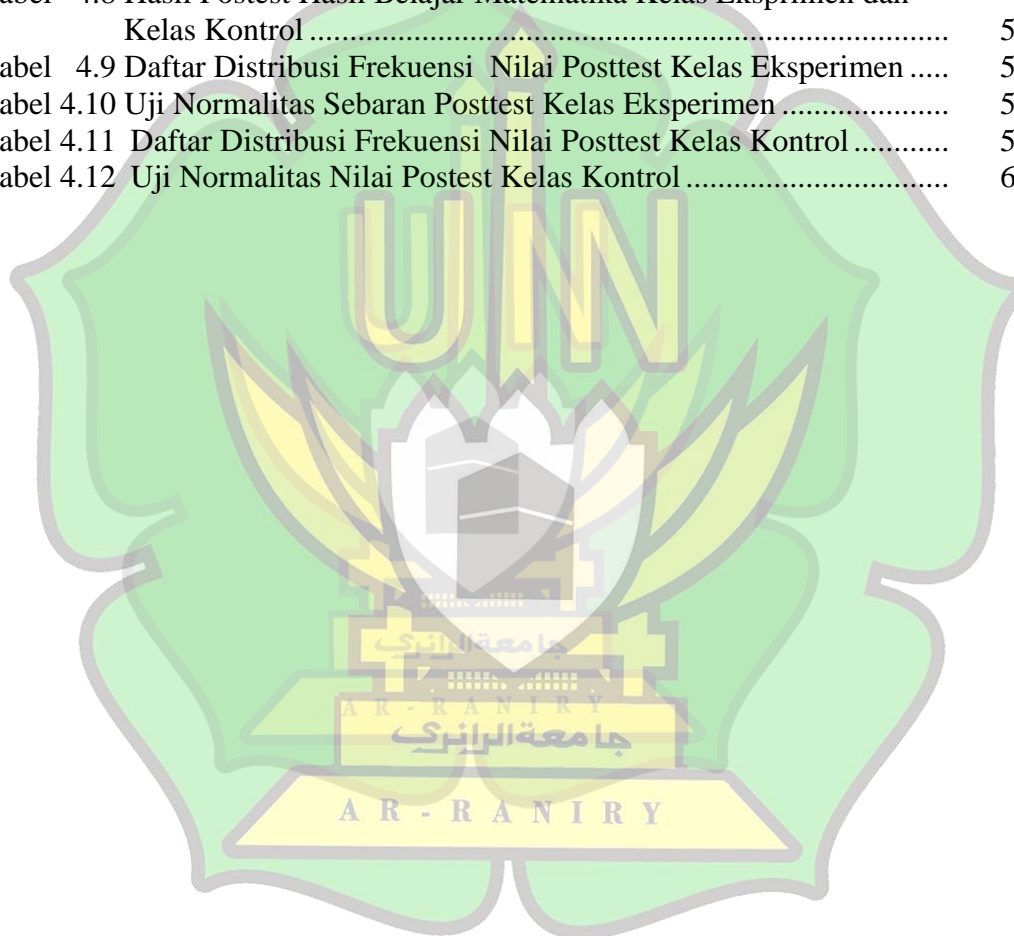 abel 4.8 Hasil Postest Hasil Belajar Matematika Kelas Eksprimen dan
Kelas Kontrol ............................................................................... 5
abel 4.9 Daftar Distribusi Frekuensi Nilai Posttest Kelas Eksperimen ..... 5
abel 4.10 Uji Normalitas Sebaran Posttest Kelas Eksperimen ..................... 5
abel 4.11 Daftar Distribusi Frekuensi Nilai Posttest Kelas Kontrol ............ 5
abel 4.12 Uji Normalitas Nilai Postest Kelas Kontrol ................................ 6
UIN
جامعةالرانري
AR - RANIRY
جامعةالرانري
AR - RANIRY